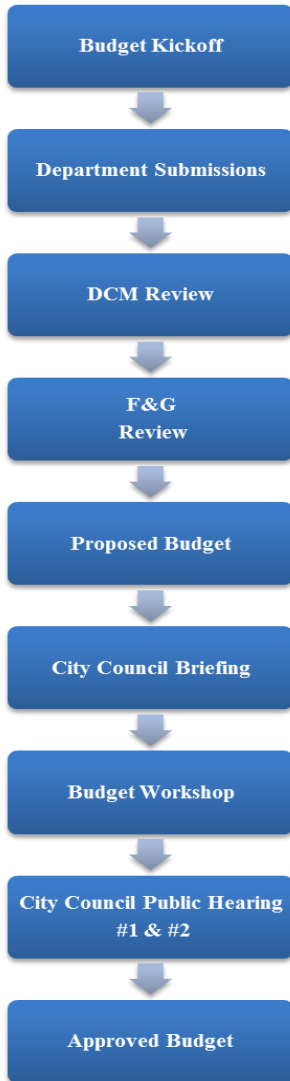 Budget Kickoff
Department Submissions
DCM Review
F&G
Review
Proposed Budget
City Council Briefing
Budget Workshop
City Council Public Hearing
#1 & #2
Approved Budget